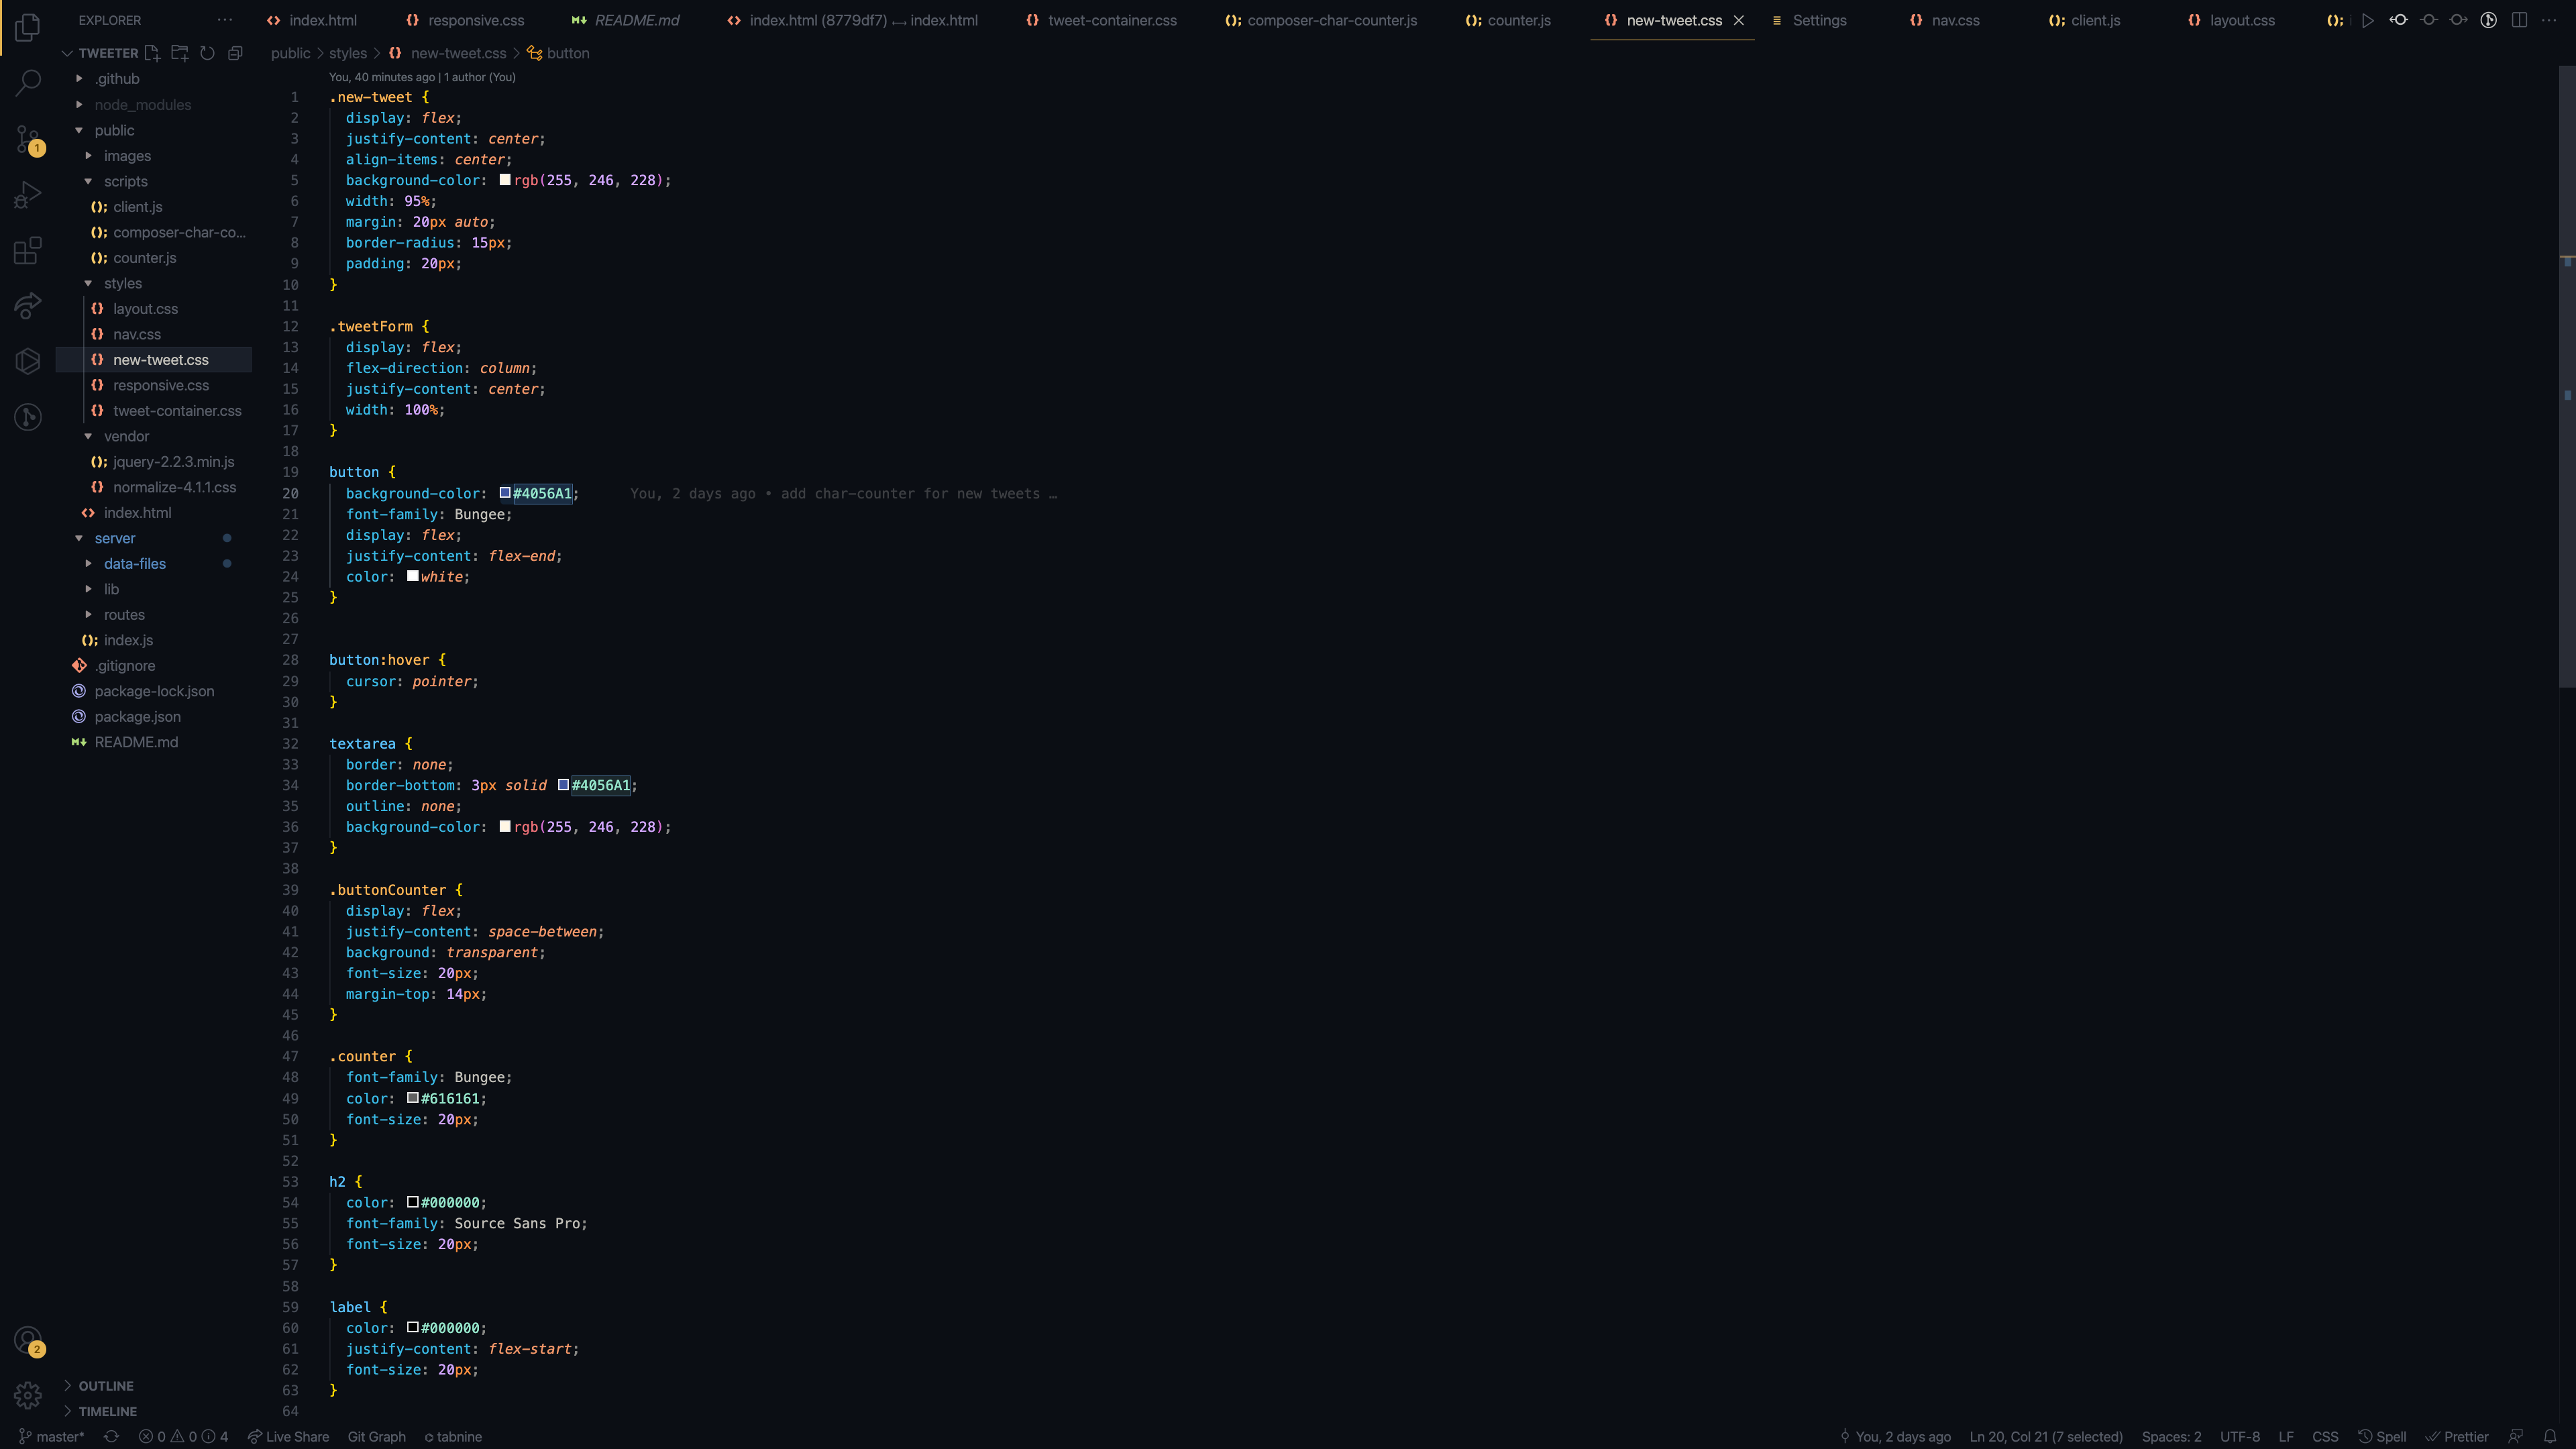 EXPLORER
TWEETER
.github
node_modules
public
images
scripts
client.js
composer-char-co...
counter.js
styles
layout.css
nav.css
new-tweet.css
responsive.css
tweet-container.css
vendor
jquery-2.2.3.min.js
normalize-4.1.1.css
index.html
server
data-files
lib
routes
index.js
.gitignore
package-lock.json
package.json
README.md
OUTLINE
TIMELINE
1
2
index.html responsive.css README.md index.html (8779df7) ↔ index.html tweet-container.css composer-char-counter.js counter.js new-tweet.css Settings nav.css client.js layout.css
public > styles > new-tweet.css > button
You, 40 minutes ago | 1 author (You)
1 .new-tweet {
2 display: flex;
3 justify-content: center;
4 align-items: center;
5 background-color: rgb(255, 246, 228);
6 width: 95%;
7 margin: 20px auto;
8 border-radius: 15px;
9 padding: 20px;
10 }
11
12 .tweetForm {
13 display: flex;
14 flex-direction: column;
15 justify-content: center;
16 width: 100%;
17 }
18
19 button {
20 background-color: #4056A1; You, 2 days ago • add char-counter for new tweets …
21 font-family: Bungee;
22 display: flex;
23 justify-content: flex-end;
24 color: white;
25 }
26
27
28 button:hover {
29 cursor: pointer;
30 }
31
32 textarea {
33 border: none;
34 border-bottom: 3px solid #4056A1;
35 outline: none;
36 background-color: rgb(255, 246, 228);
37 }
38
39 .buttonCounter {
40 display: flex;
41 justify-content: space-between;
42 background: transparent;
43 font-size: 20px;
44 margin-top: 14px;
45 }
46
47 .counter {
48 font-family: Bungee;
49 color: #616161;
50 font-size: 20px;
51 }
52
53 h2 {
54 color: #000000;
55 font-family: Source Sans Pro;
56 font-size: 20px;
57 }
58
59 label {
60 color: #000000;
61 justify-content: flex-start;
62 font-size: 20px;
63 }
64
master* 0 0 4 Live Share Git Graph tabnine You, 2 days ago Ln 20, Col 21 (7 selected) Spaces: 2 UTF-8 LF CSS Spell Prettier